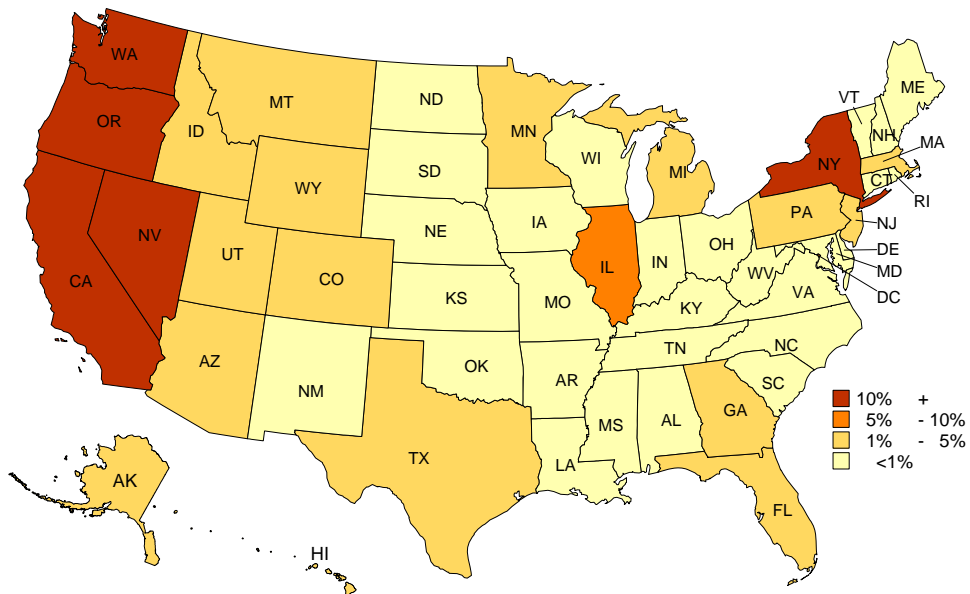 WA
OR
CA
NV
ID
MT
WY
UT
CO
AZ
NM
ND
SD
NE
KS
OK
TX
MN
IA
MO
AR
LA
WI
IL
MI
IN
OH
KY
TN
MS
AL
GA
FL
SC
NC
VA
WV
PA
NY
VT
NH
ME
MA
CT
RI
NJ
DE
MD
DC
AK
HI
10% +
5% - 10%
1% - 5%
<1%